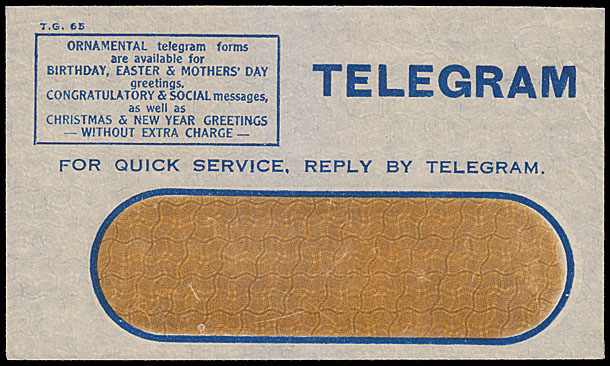 T.G. 65
ORNAMENTAL telegram forms
are available for
BIRTHDAY, EASTER & MOTHERS' DAY
greetings,
CONGRATULATORY & SOCIAL messages,
as well as
CHRISTMAS & NEW YEAR GREETINGS
— WITHOUT EXTRA CHARGE —
TELEGRAM
FOR QUICK SERVICE, REPLY BY TELEGRAM.